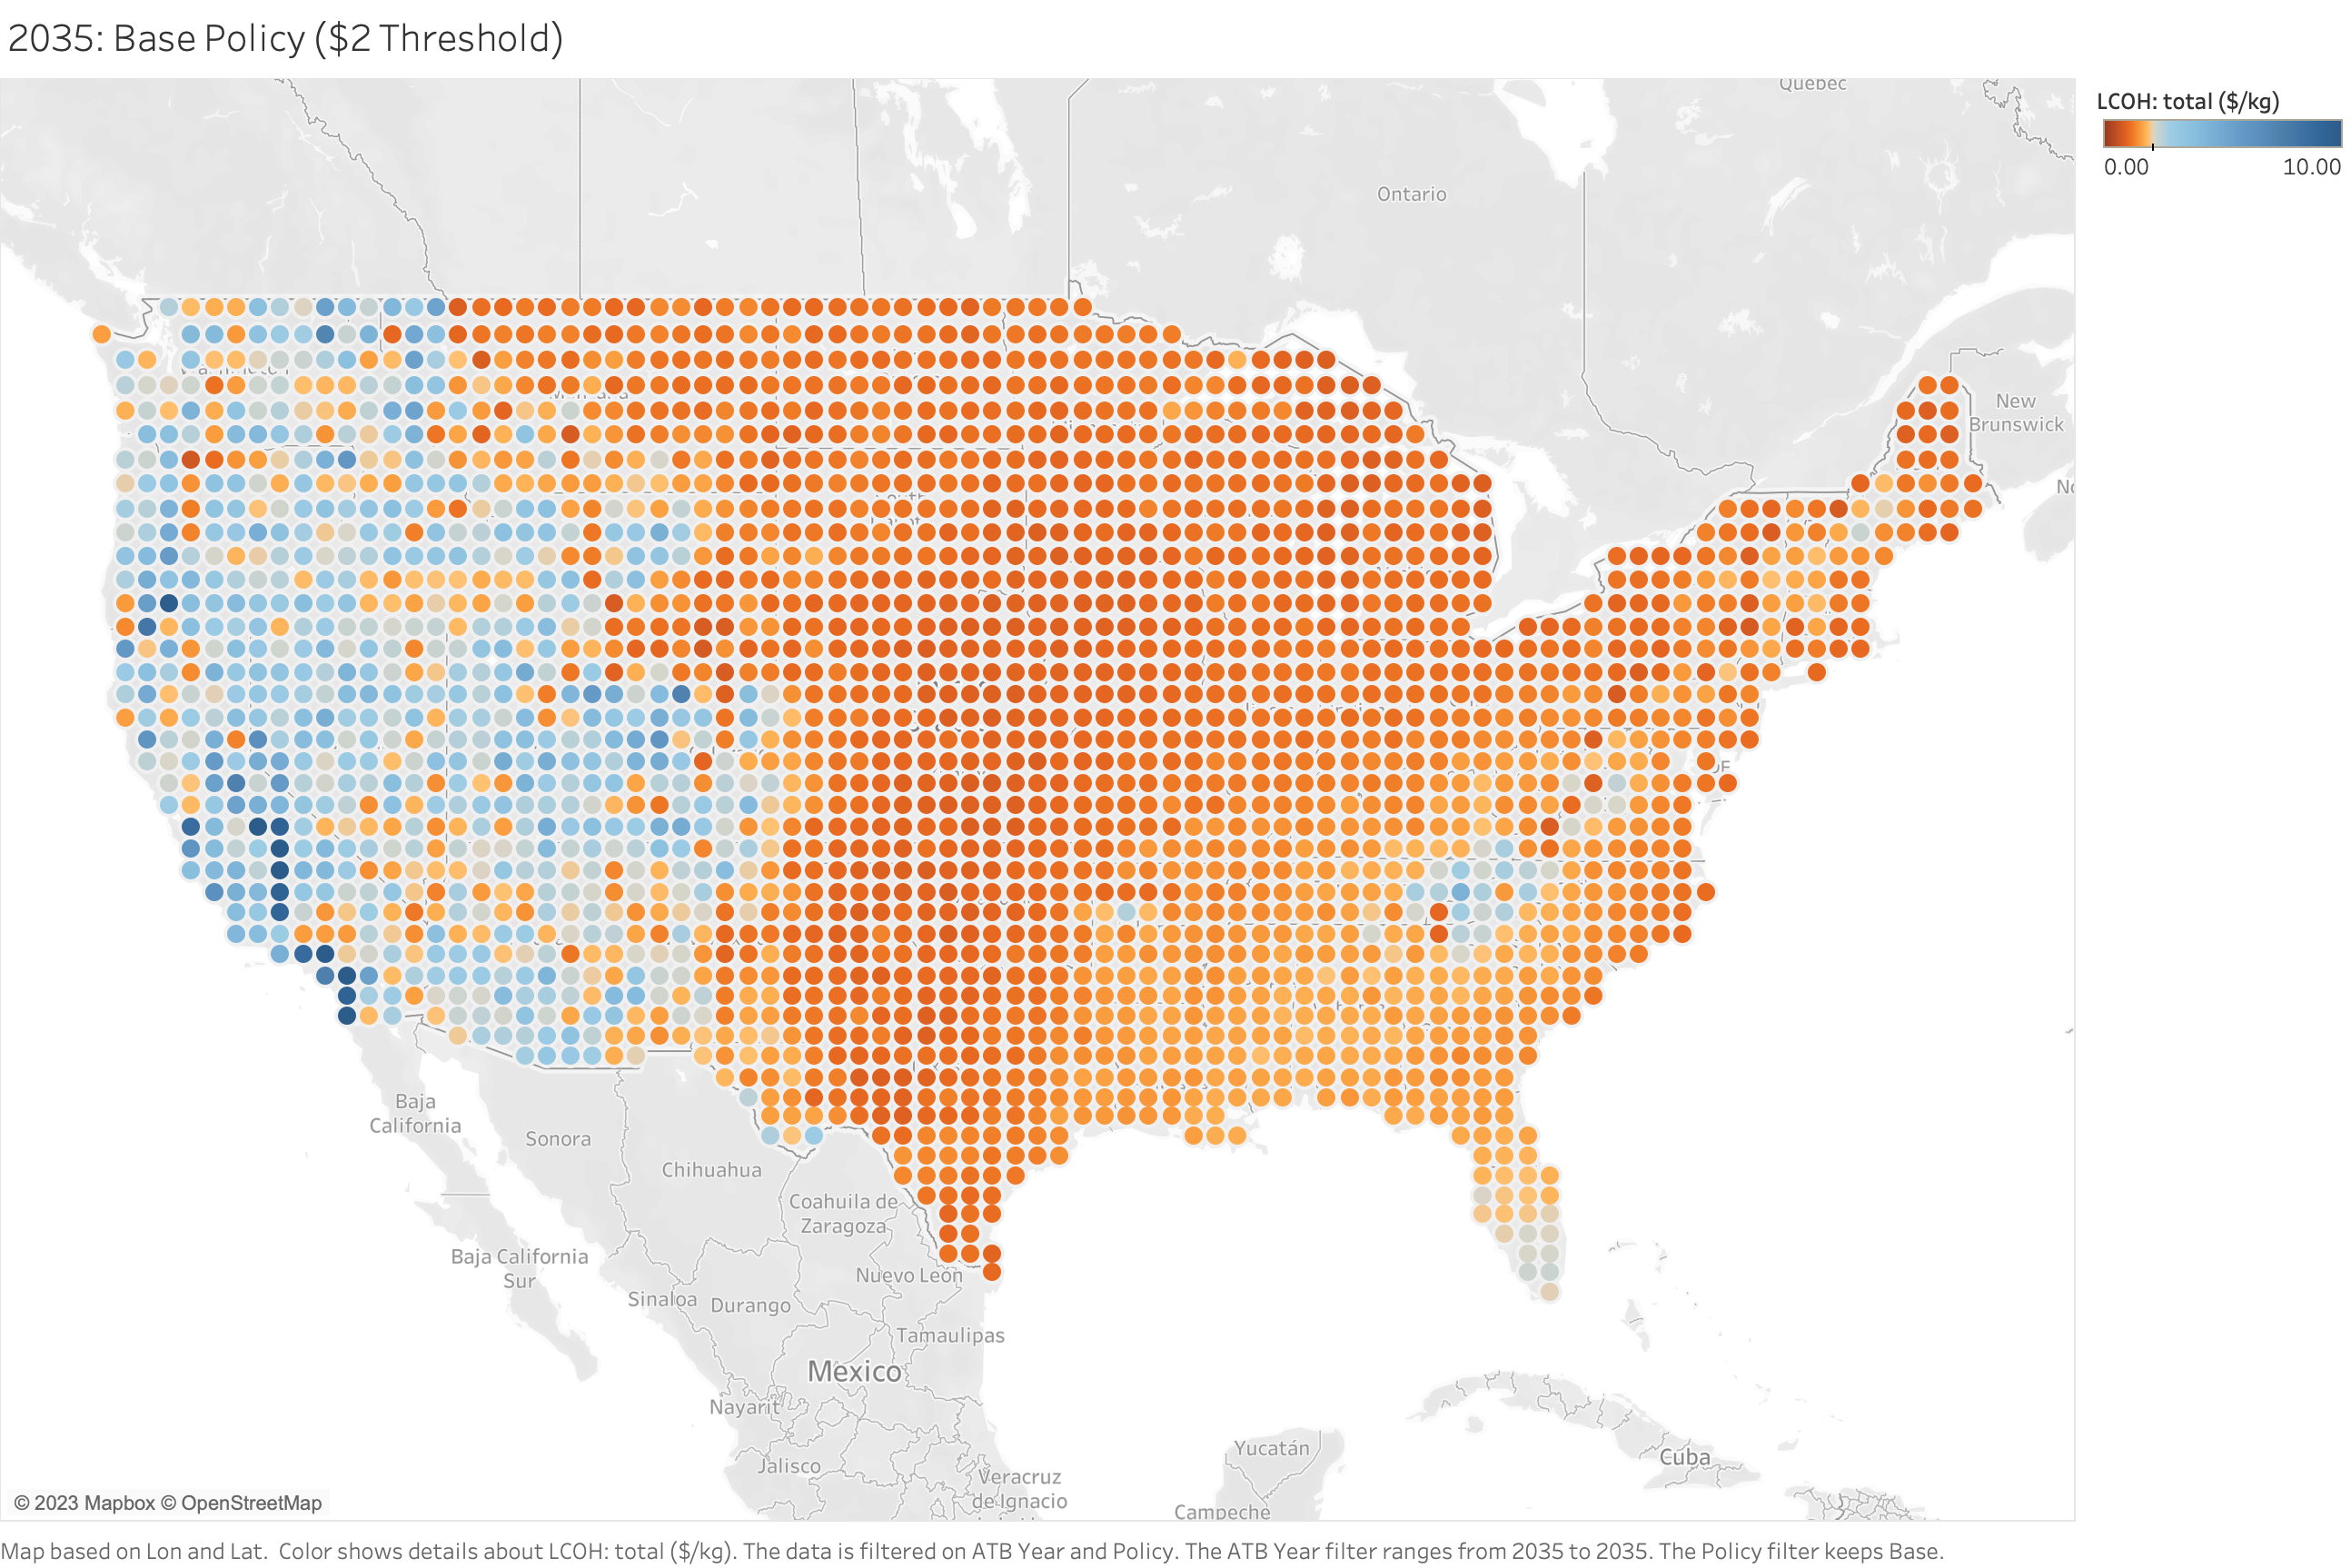 2035: Base Policy ($2 Threshold)
LCOH: total ($/kg)
0.00
10.00
Quebec
Ontario
New
Brunswick
Baja
California
Sonora
Chihuahua
Coahuila de
Zaragoza
Baja California
Sur
Nuevo León
Sinaloa
Durango
Tamaulipas
Mexico
Nayarit
Yucatán
Cuba
Jalisco
Veracruz
de Ignacio
Campeche
© 2023 Mapbox © OpenStreetMap
Map based on Lon and Lat. Color shows details about LCOH: total ($/kg). The data is filtered on ATB Year and Policy. The ATB Year filter ranges from 2035 to 2035. The Policy filter keeps Base.